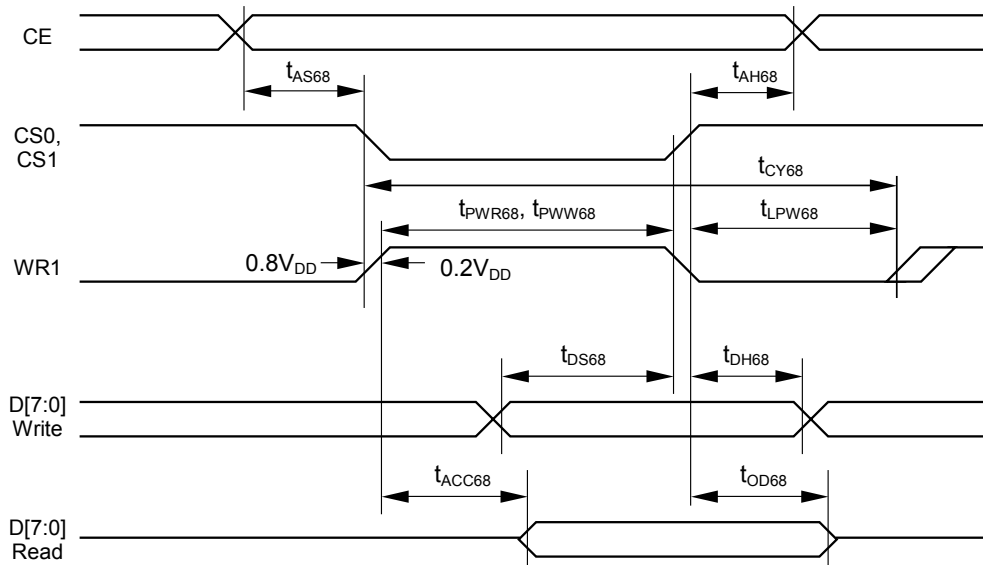 CE
tAS68
tAH68
CS0,
CS1
tCY68
tPWR68, tPWW68
tLPW68
WR1
0.8VDD
0.2VDD
tDS68
tDH68
D[7:0]
Write
tACC68
tOD68
D[7:0]
Read